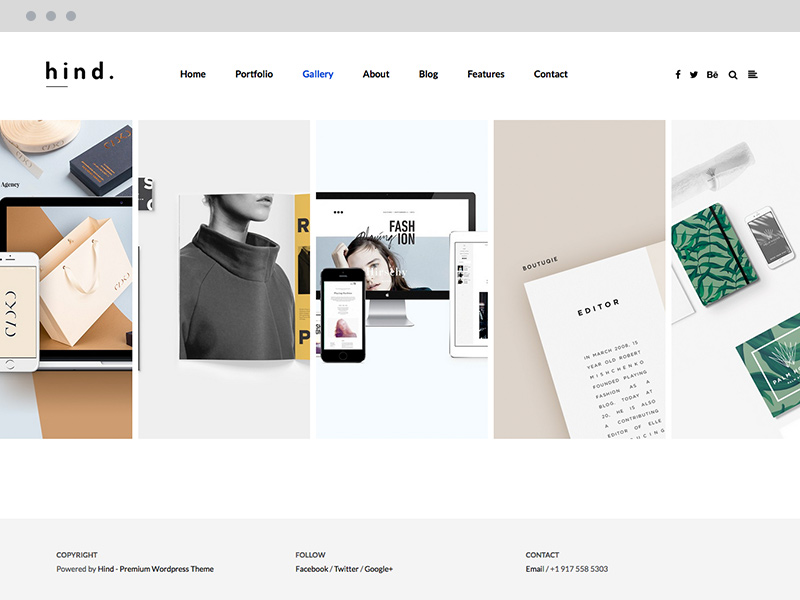 hind.
Home Portfolio Gallery About Blog Features Contact
Bē
Agency
FASH
ION
playing
BOUTUGIE
EDITOR
IN MARCH 2008, 15
YEAR OLD ROBERT
MISHCHENKO
FOUNDED PLAYING
FASHION AS A
BLOG. TODAY AT
20, HE IS ALSO
A CONTRIBUTING
EDITOR OF ELLE
COPYRIGHT
Powered by Hind - Premium Wordpress Theme
FOLLOW
Facebook / Twitter / Google+
CONTACT
Email / +1 917 558 5303